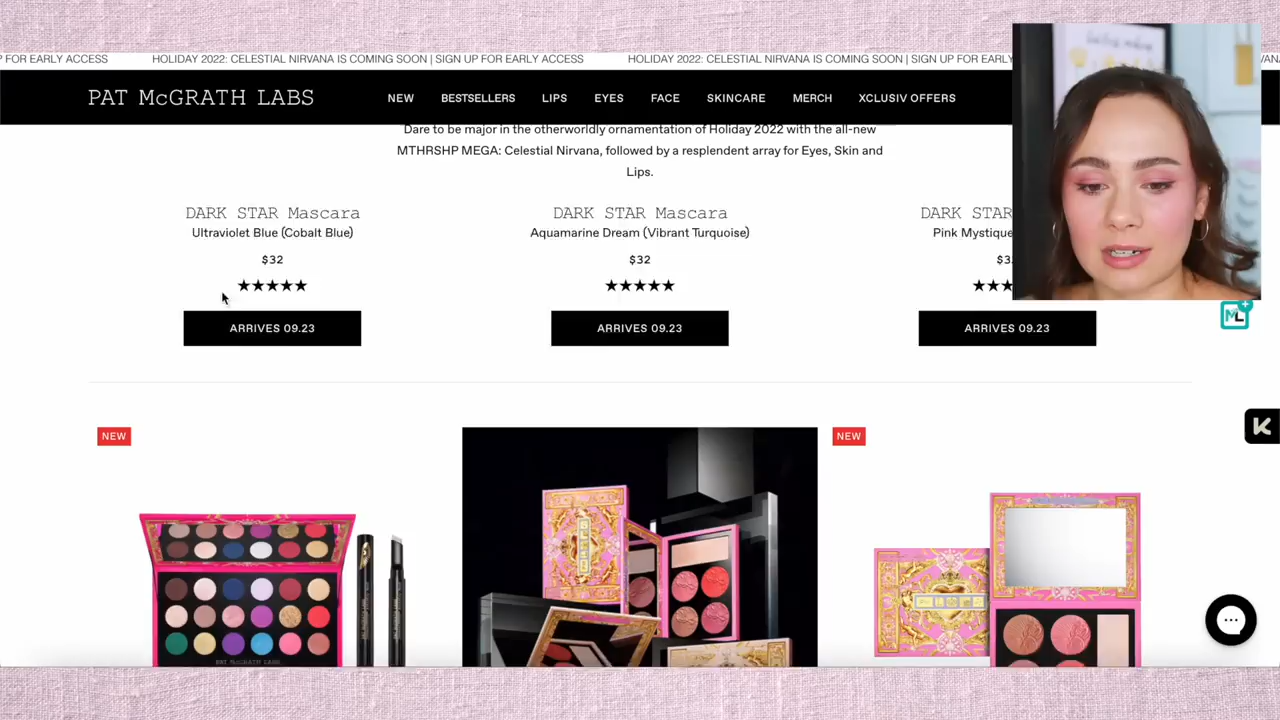 P FOR EARLY ACCESS HOLIDAY 2022: CELESTIAL NIRVANA IS COMING SOON | SIGN UP FOR EARLY ACCESS HOLIDAY 2022: CELESTIAL NIRVANA IS COMING SOON | SIGN UP FOR EARLY
PAT McGRATH LABS
NEW BESTSELLERS LIPS EYES FACE SKINCARE MERCH XCLUSIV OFFERS
Dare to be major in the otherworldly ornamentation of Holiday 2022 with the all-new
MTHRSHP MEGA: Celestial Nirvana, followed by a resplendent array for Eyes, Skin and
Lips.
DARK STAR Mascara
Ultraviolet Blue (Cobalt Blue)
$32
ARRIVES 09.23
DARK STAR Mascara
Aquamarine Dream (Vibrant Turquoise)
$32
ARRIVES 09.23
DARK STAR
Pink Mystique
$3
ARRIVES 09.23
NEW
PAT McGRATH LABS
NEW
ML+
K